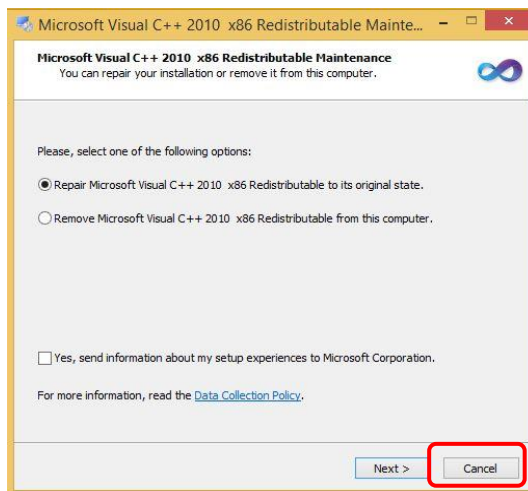 Microsoft Visual C++ 2010 x86 Redistributable Mainte...
Microsoft Visual C++ 2010 x86 Redistributable Maintenance
You can repair your installation or remove it from this computer.
Please, select one of the following options:
Repair Microsoft Visual C++ 2010 x86 Redistributable to its original state.
Remove Microsoft Visual C++ 2010 x86 Redistributable from this computer.
Yes, send information about my setup experiences to Microsoft Corporation.
For more information, read the Data Collection Policy.
Next > Cancel